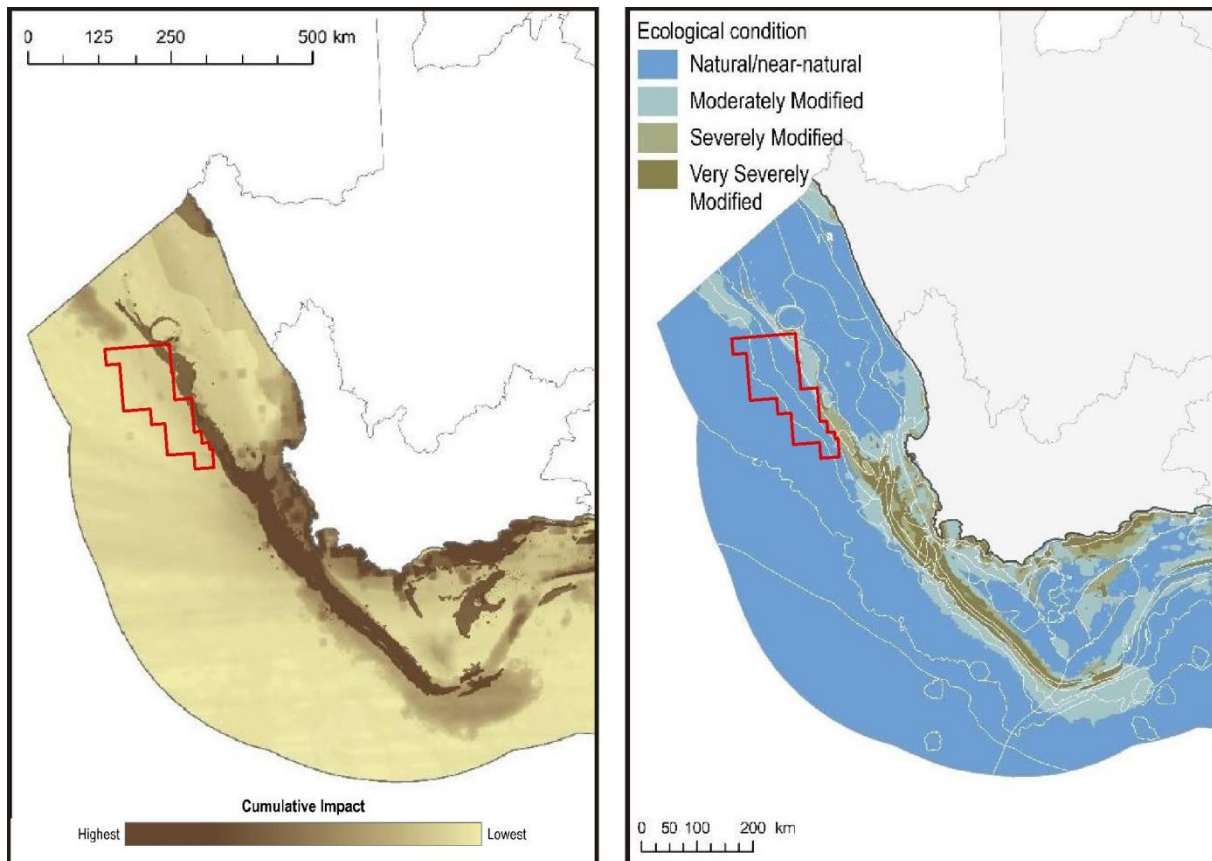 0 125 250 500 km
Cumulative Impact
Highest Lowest
Ecological condition
Natural/near-natural
Moderately Modified
Severely Modified
Very Severely
Modified
0 50 100 200 km